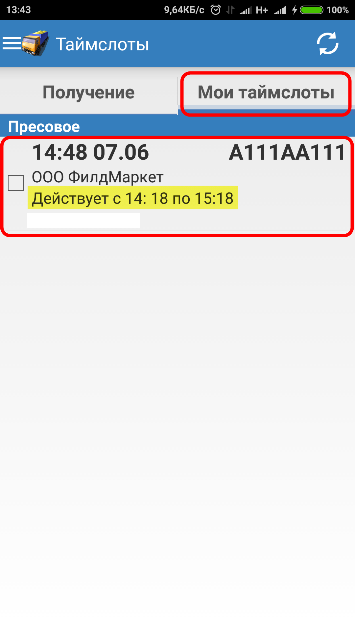 13:43 9,64КБ/с H+ 100%
Таймслоты
Получение Мои таймслоты
Пресовое
14:48 07.06 А111АА111
ООО ФилдМаркет
Действует с 14: 18 по 15:18